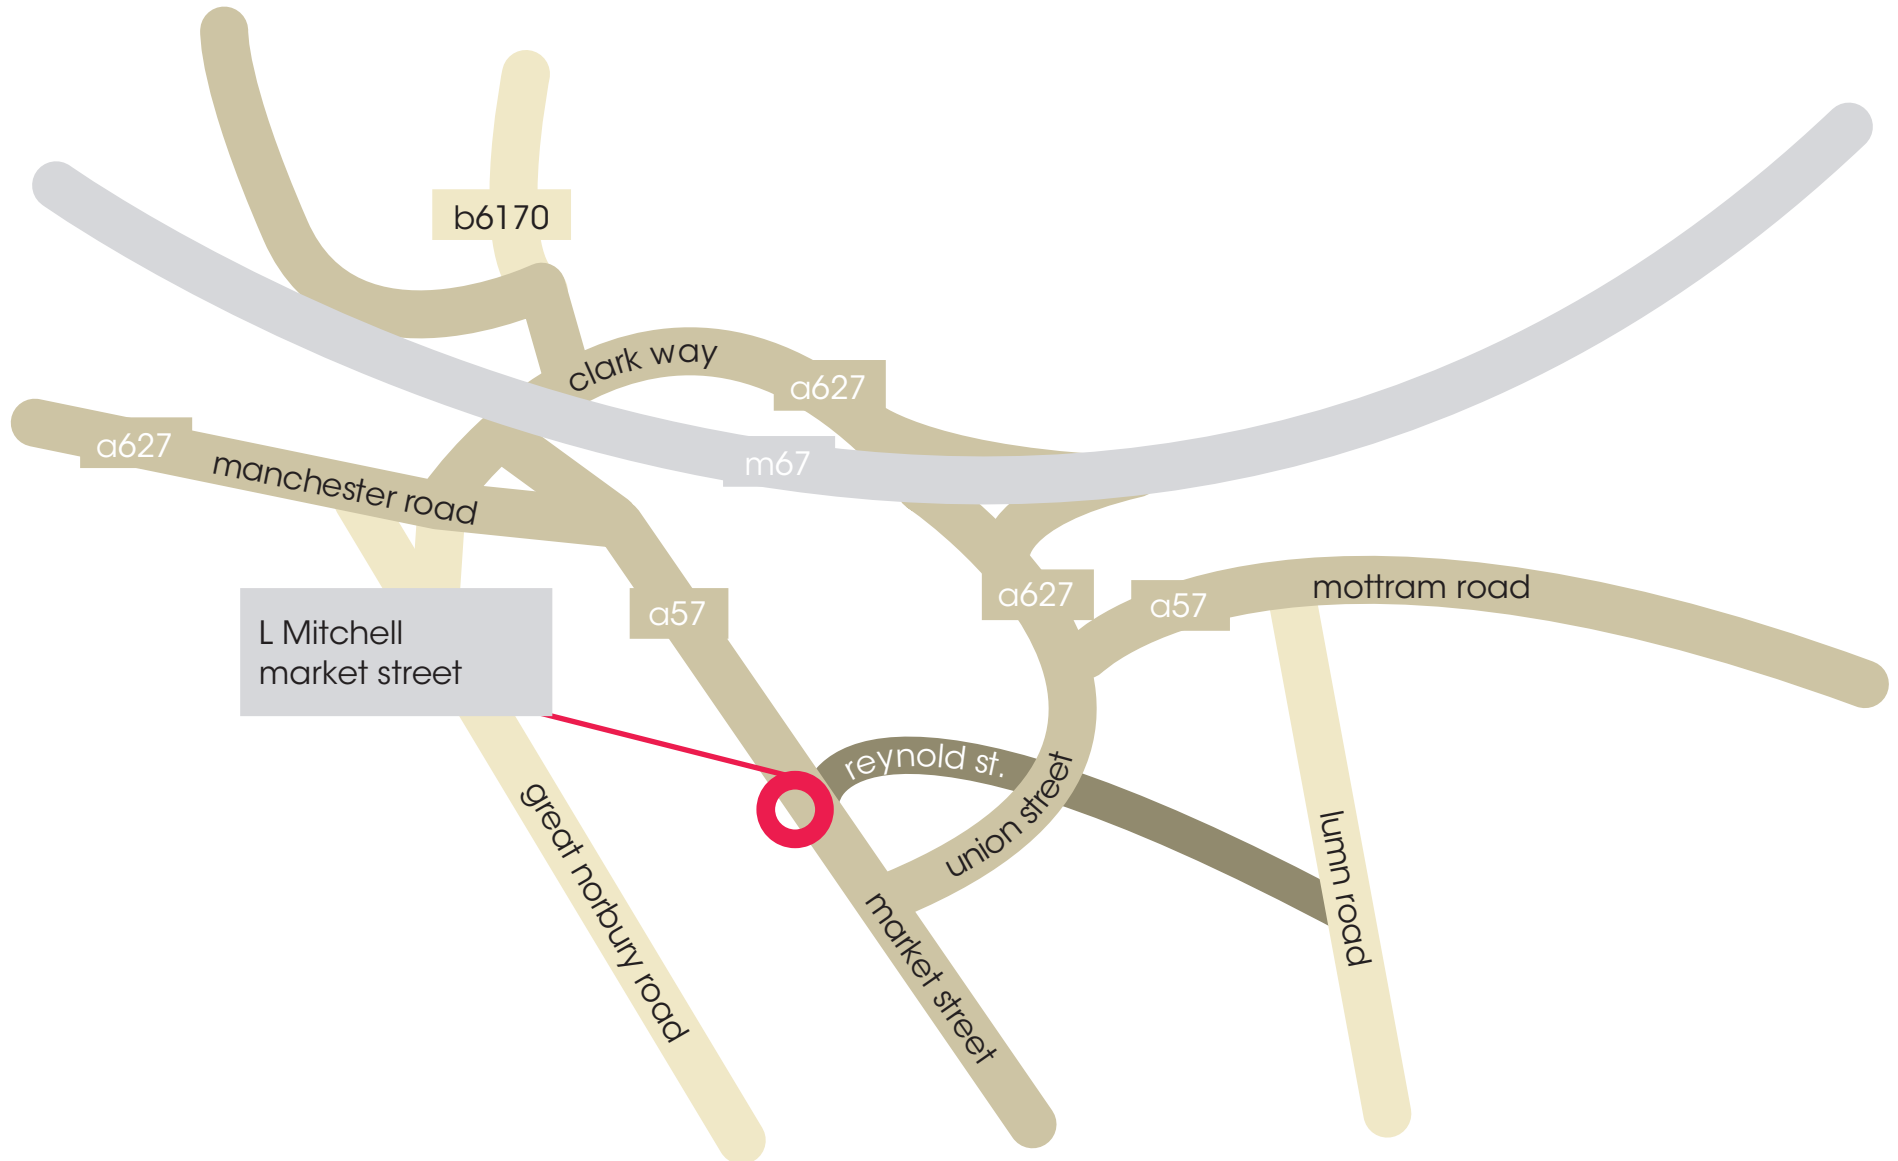 b6170
clark way
a627
a627
manchester road
m67
a627
a57
mottram road
a57
L Mitchell
market street
reynold st.
union street
great norbury road
lumn road
market street